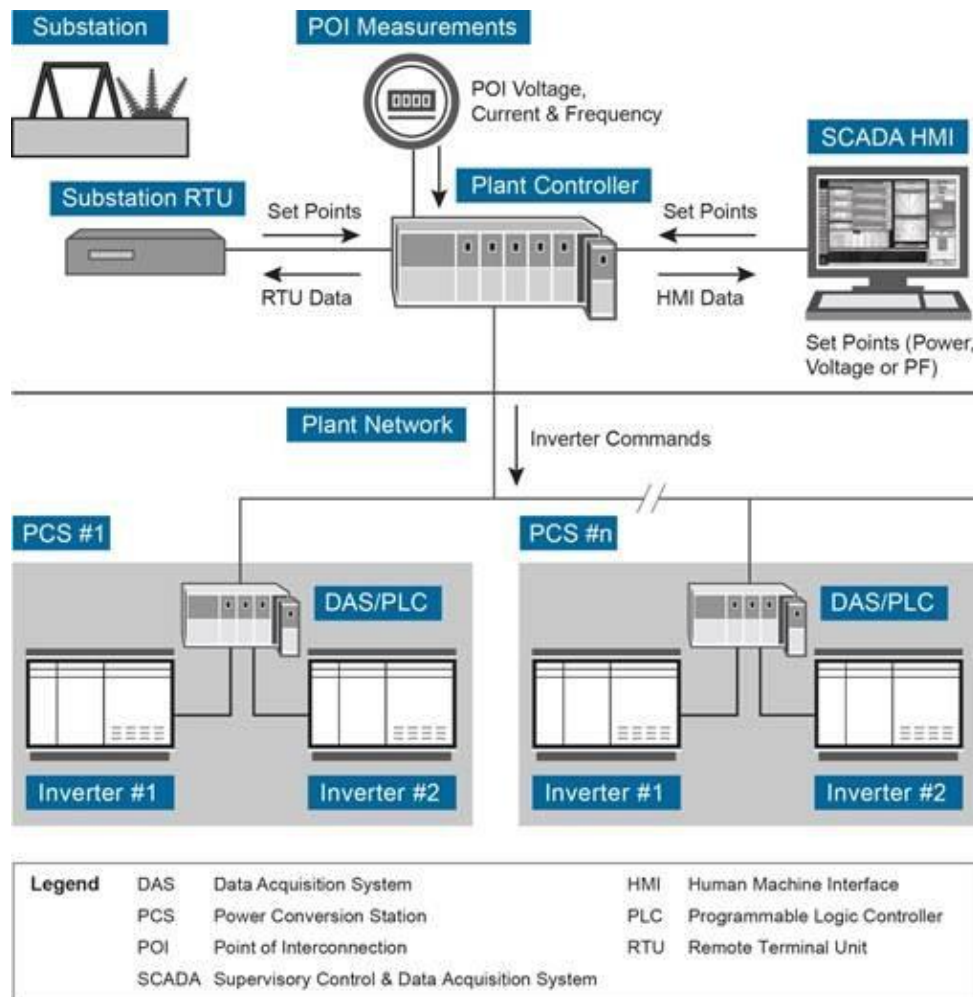 Substation
POI Measurements
POI Voltage,
Current & Frequency
SCADA HMI
Substation RTU
Plant Controller
Set Points
Set Points
RTU Data
HMI Data
Set Points (Power,
Voltage or PF)
Plant Network
Inverter Commands
PCS #1
PCS #n
DAS/PLC
DAS/PLC
Inverter #1
Inverter #2
Inverter #1
Inverter #2
Legend
DAS Data Acquisition System
PCS Power Conversion Station
POI Point of Interconnection
SCADA Supervisory Control & Data Acquisition System
HMI Human Machine Interface
PLC Programmable Logic Controller
RTU Remote Terminal Unit